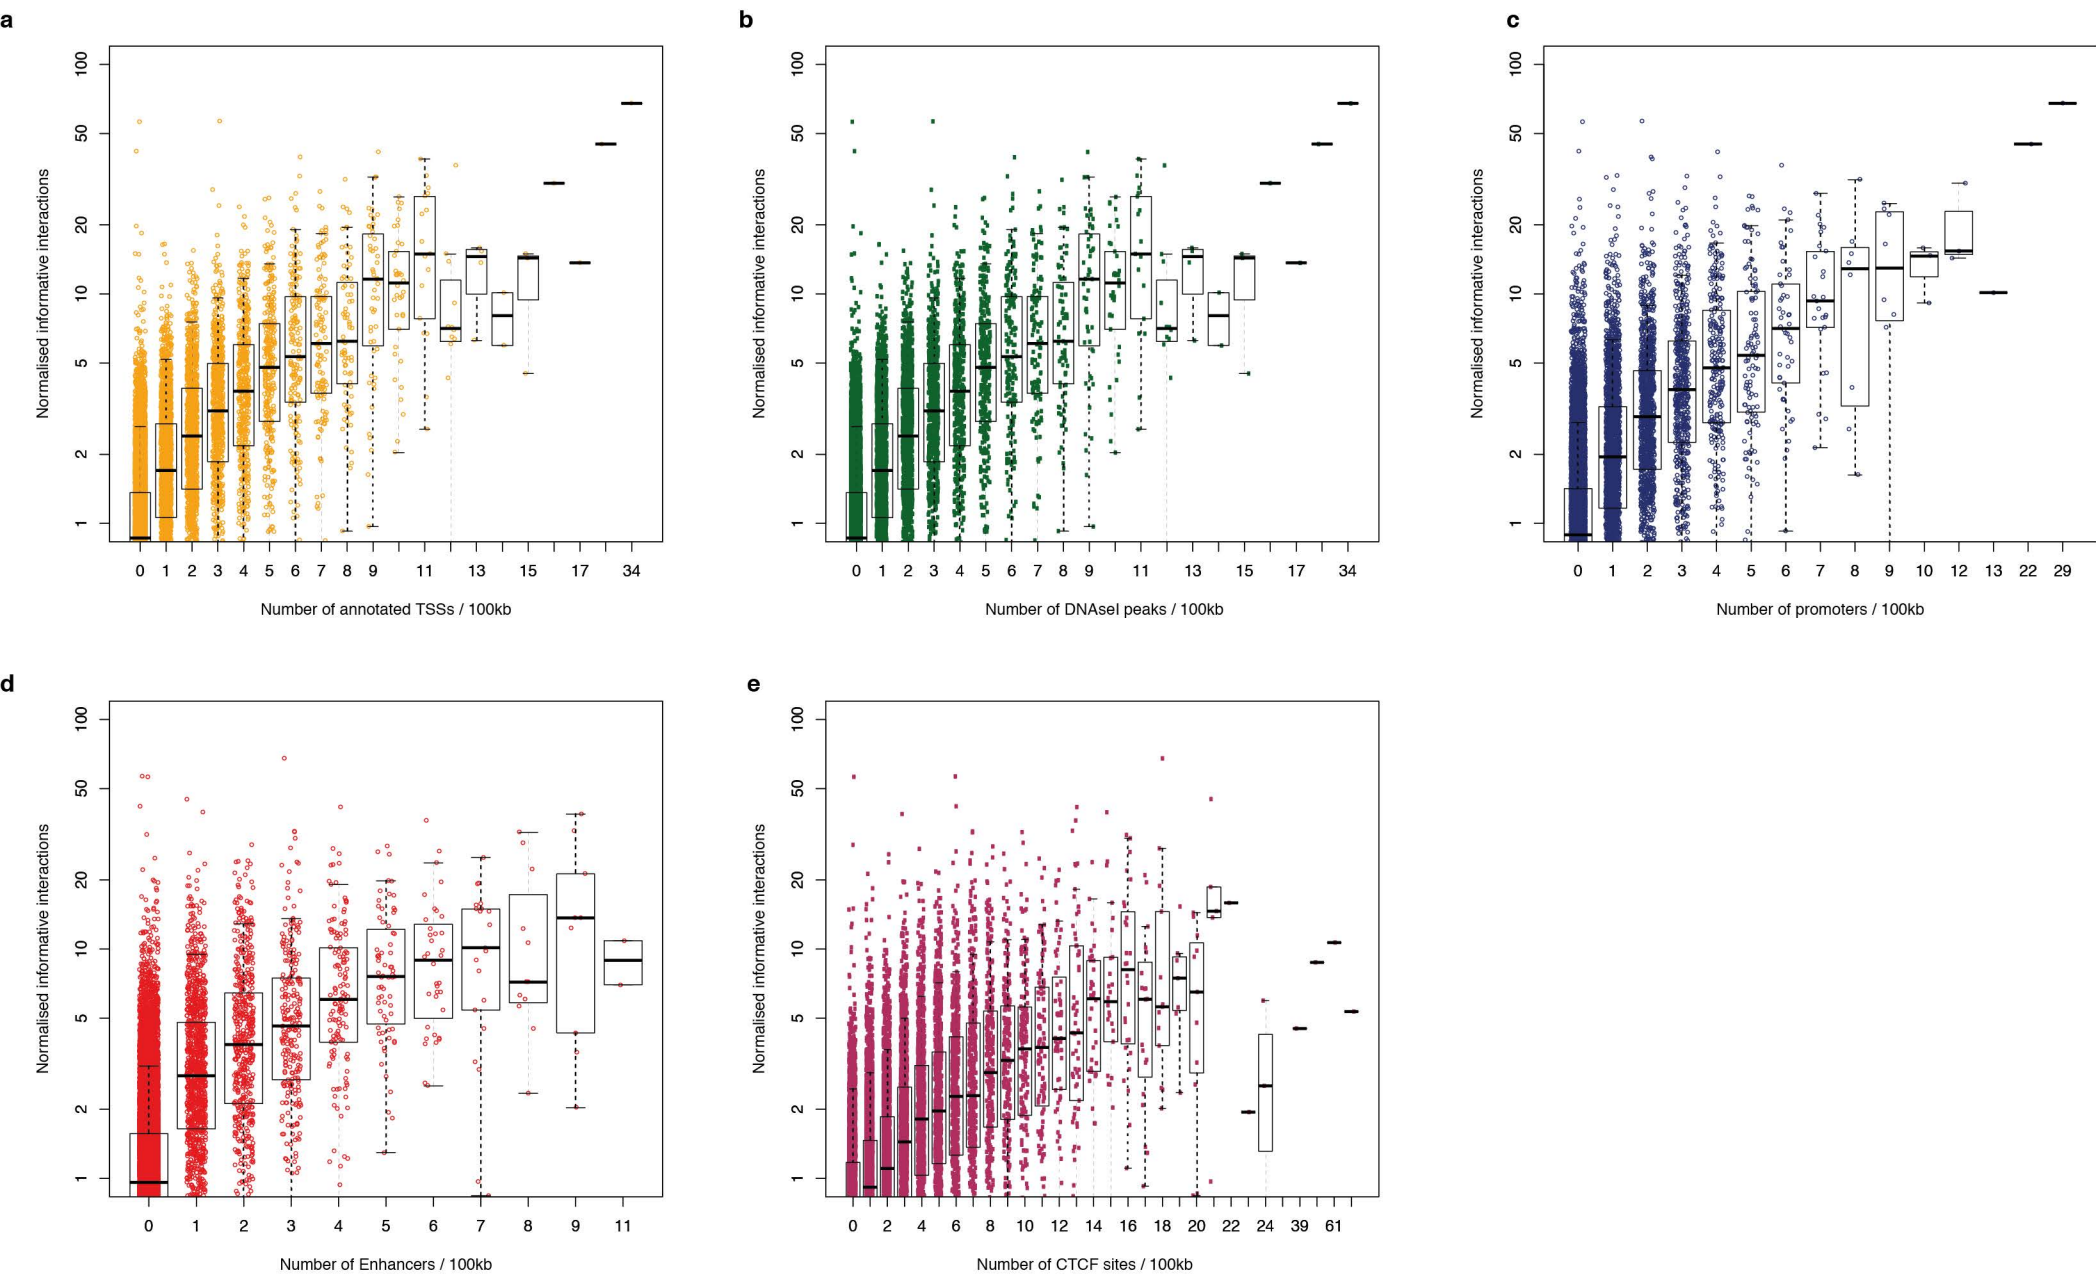 a
Normalised informative interactions
100
50
20
10
5
2
1
0 1 2 3 4 5 6 7 8 9 11 13 15 17 34
Number of annotated TSSs / 100kb
b
Normalised informative interactions
100
50
20
10
5
2
1
0 1 2 3 4 5 6 7 8 9 11 13 15 17 34
Number of DNAseI peaks / 100kb
c
Normalised informative interactions
100
50
20
10
5
2
1
0 1 2 3 4 5 6 7 8 9 10 12 13 22 29
Number of promoters / 100kb
d
Normalised informative interactions
100
50
20
10
5
2
1
0 1 2 3 4 5 6 7 8 9 11
Number of Enhancers / 100kb
e
Normalised informative interactions
100
50
20
10
5
2
1
0 2 4 6 8 10 12 14 16 18 20 22 24 39 61
Number of CTCF sites / 100kb